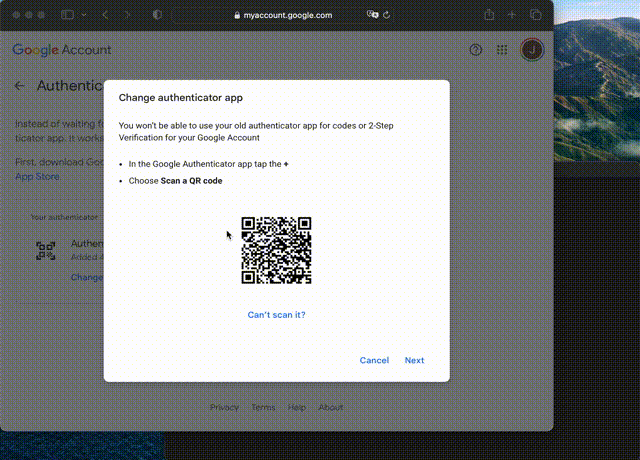 myaccount.google.com
Google Account
J
Authentic
Change authenticator app
Instead of waiting fo
ticator app. It works
You won't be able to use your old authenticator app for codes or 2-Step
Verification for your Google Account
First, download Goo
App Store
In the Google Authenticator app tap the +
Choose Scan a QR code
Your authenticator
Authen
Added A
Change
Can't scan it?
Cancel Next
Privacy Terms Help About